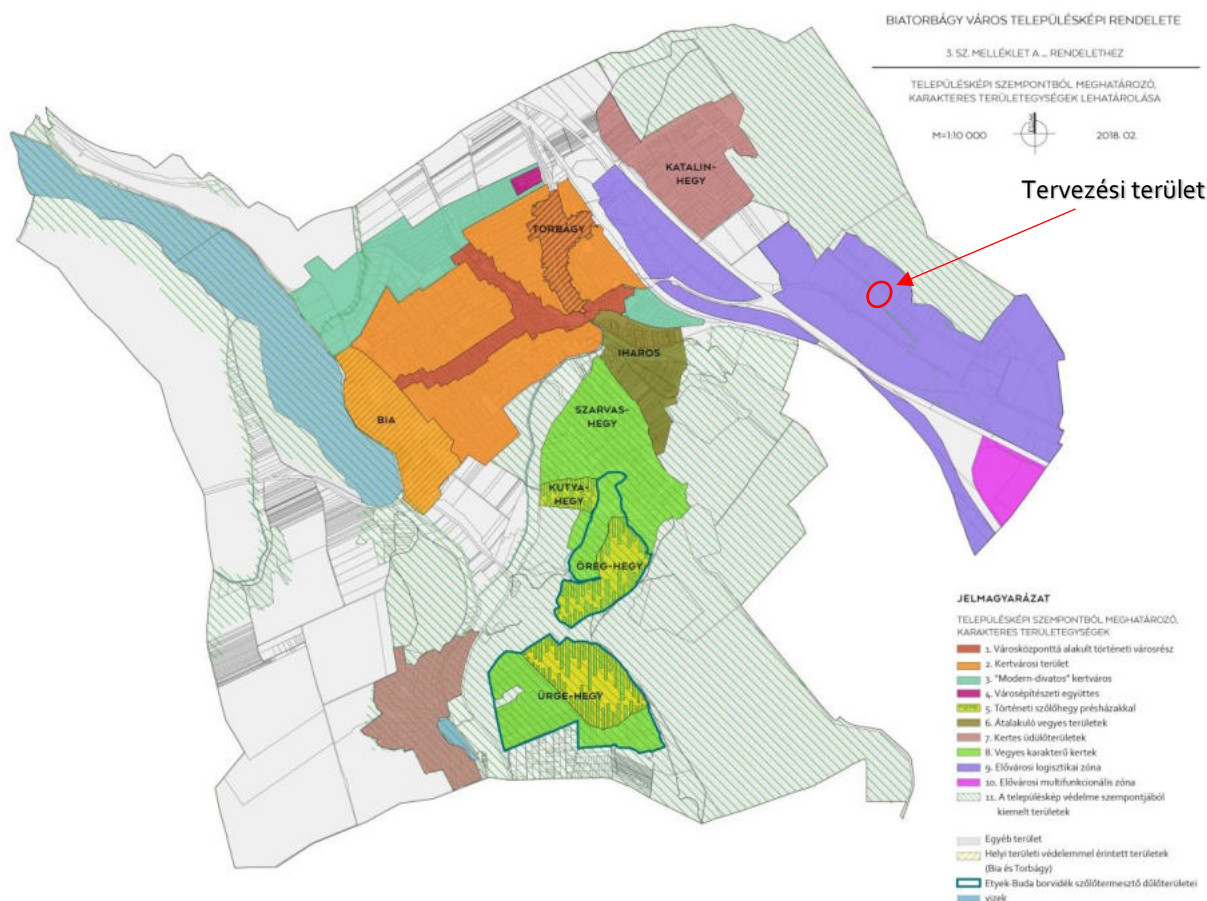 BIATORBÁGY VÁROS TELEPÜLÉSKÉPI RENDELETE
3. SZ. MELLÉKLET A _ RENDELETHEZ
TELEPÜLÉSKÉPI SZEMPONTBÓL MEGHATÁROZÓ,
KARAKTERES TERÜLETEGYSÉGEK LEHATÁROLÁSA
M=1:10 000
2018. 02.
Tervezési terület
KATALIN-
HEGY
TORBÁGY
IHAROS
SZARVAS-
HEGY
BIA
KUTYA-
HEGY
ÖREG-HEGY
ÜRGE-HEGY
JELMAGYARÁZAT
TELEPÜLÉSKÉPI SZEMPONTBÓL MEGHATÁROZÓ,
KARAKTERES TERÜLETEGYSÉGEK
1. Városközponttá alakult történeti városrész
2. Kertvárosi terület
3. "Modern-divatos" kertváros
4. Városépítészeti együttes
5. Történeti szőlőhegy présházakkal
6. Átalakuló vegyes területek
7. Kertes üdülőterületek
8. Vegyes karakterű kertek
9. Elővárosi logisztikai zóna
10. Elővárosi multifunkcionális zóna
11. A településkép védelme szempontjából
kiemelt területek
Egyéb terület
Helyi területi védelemmel érintett területek
(Bia és Torbágy)
Etyek-Buda borvidék szőlőtermesztő dűlőterületei
vizek